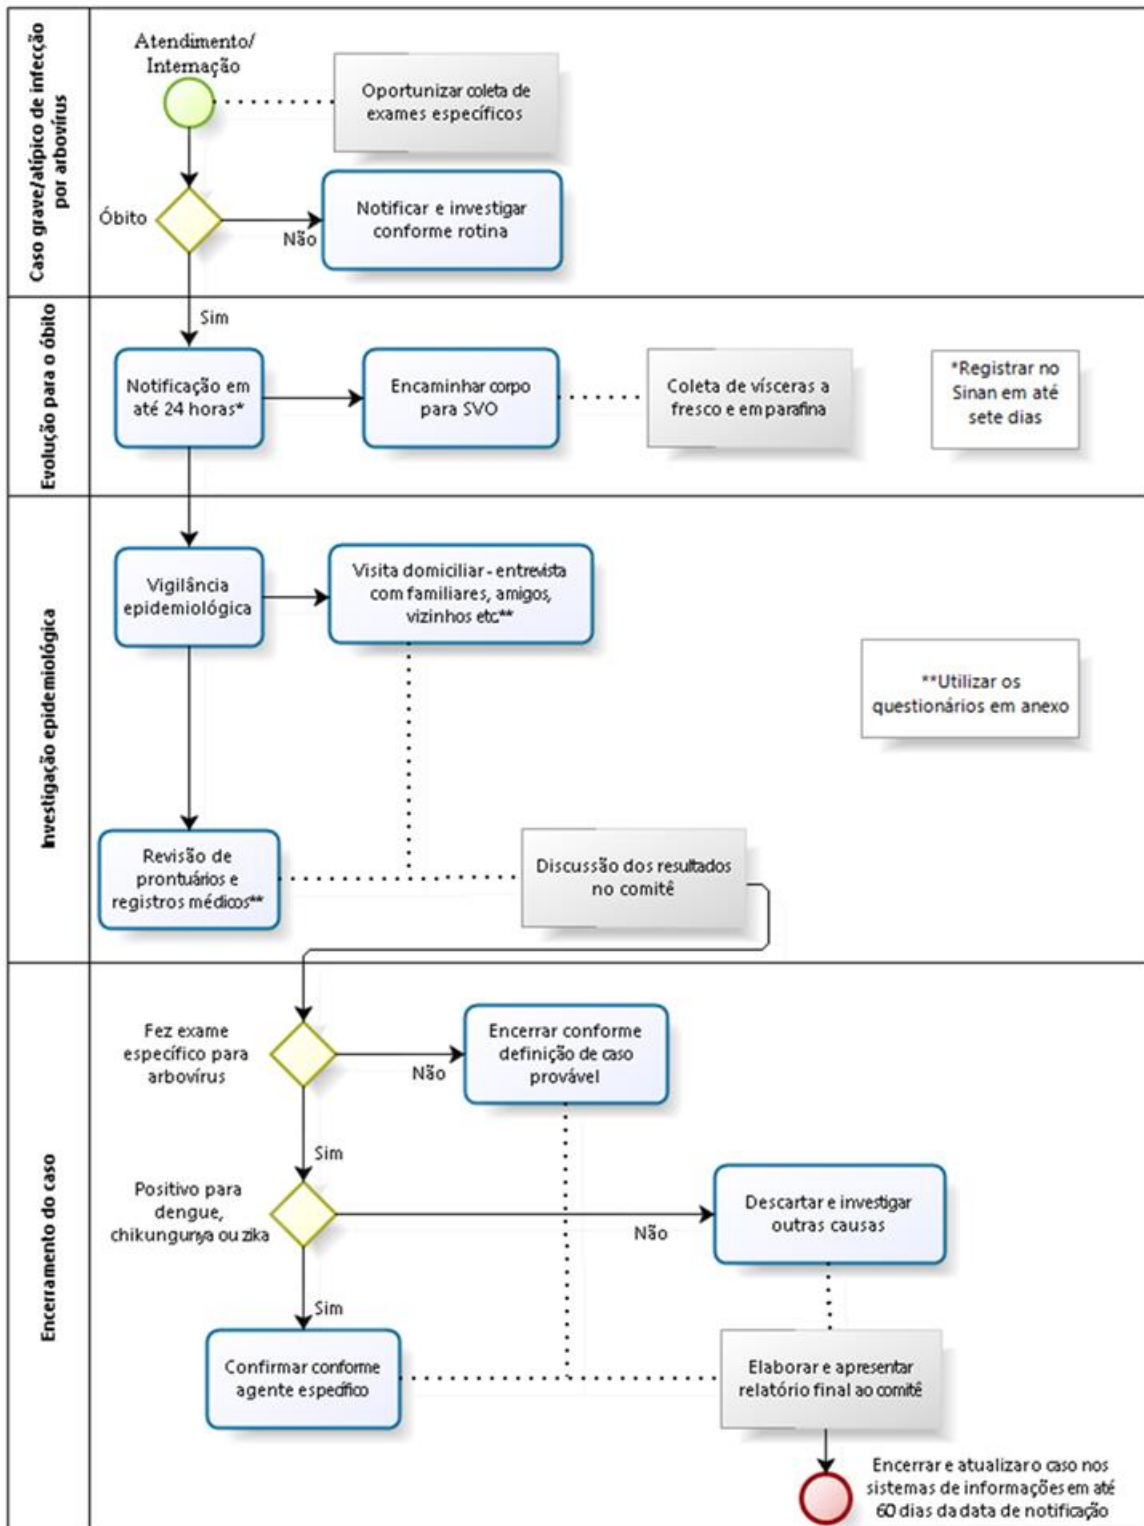 Caso grave/atípico de infecção
por arbovírus
Atendimento/
Internação
Oportunizar coleta de
exames específicos
Óbito
Não
Notificar e investigar
conforme rotina
Sim
Evolução para o óbito
Notificação em
até 24 horas*
Encaminhar corpo
para SVO
Coleta de vísceras a
fresco e em parafina
*Registrar no
Sinan em até
sete dias
Investigação epidemiológica
Vigilância
epidemiológica
Visita domiciliar - entrevista
com familiares, amigos,
vizinhos etc**
**Utilizar os
questionários em anexo
Revisão de
prontuários e
registros médicos**
Discussão dos resultados
no comitê
Encerramento do caso
Fez exame
específico para
arbovírus
Não
Encerrar conforme
definição de caso
provável
Sim
Positivo para
dengue,
chikungunya ou zika
Não
Descartar e investigar
outras causas
Sim
Confirmar conforme
agente específico
Elaborar e apresentar
relatório final ao comitê
Encerrar e atualizar o caso nos
sistemas de informações em até
60 dias da data de notificação